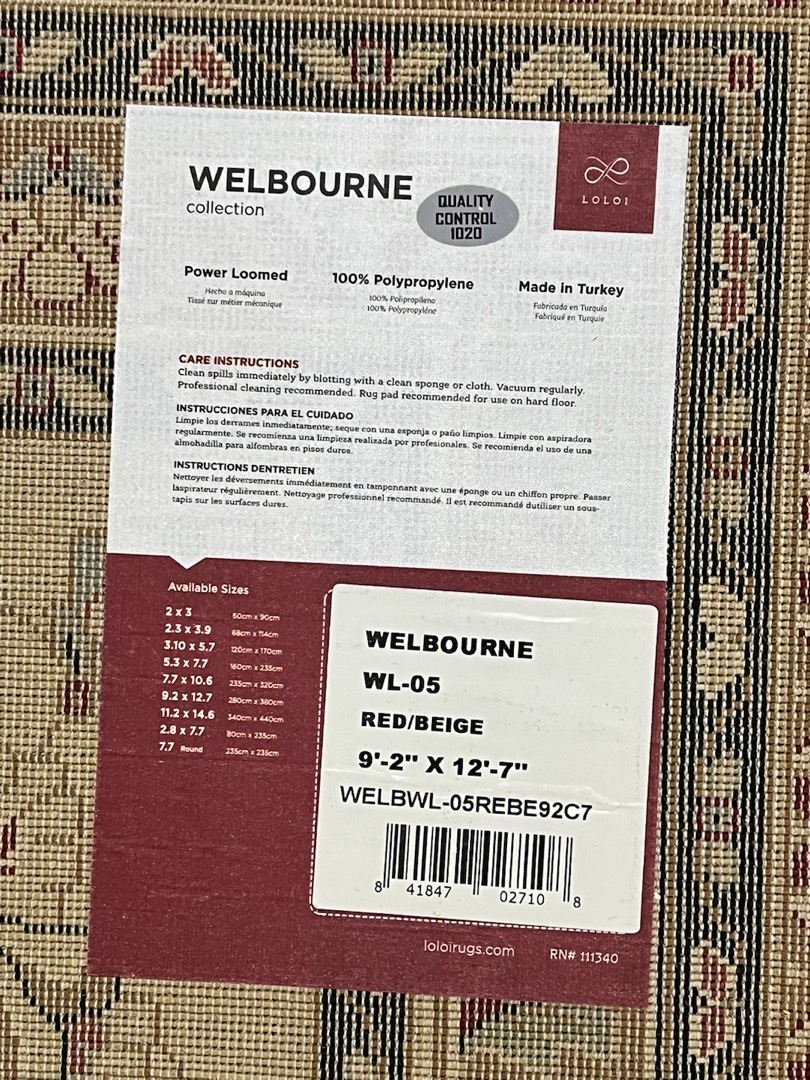 WELBOURNE
collection
QUALITY
CONTROL
1020
LOLOI
Power Loomed
Hecho a máquina
Tissé sur métier mécanique
100% Polypropylene
100% Polipropileno
100% Polypropylène
Made in Turkey
Fabricada en Turquía
Fabriqué en Turquie
CARE INSTRUCTIONS
Clean spills immediately by blotting with a clean sponge or cloth. Vacuum regularly.
Professional cleaning recommended. Rug pad recommended for use on hard floor.
INSTRUCCIONES PARA EL CUIDADO
Limpie los derrames inmediatamente; seque con una esponja o paño limpios. Limpie con aspiradora
regularmente. Se recomienza una limpieza realizada por profesionales. Se recomienda el uso de una
almohadilla para alfombras en pisos duros.
INSTRUCTIONS DENTRETIEN
Nettoyer les déversements immédiatement en tamponnant avec une éponge ou un chiffon propre. Passer
laspirateur régulièrement. Nettoyage professionnel recommandé. Il est recommandé dutiliser un sous-
tapis sur les surfaces dures.
Available Sizes
2 x 3 60cm x 90cm
2.3 x 3.9 68cm x 114cm
3.10 x 5.7 120cm x 170cm
5.3 x 7.7 160cm x 235cm
7.7 x 10.6 235cm x 320cm
9.2 x 12.7 280cm x 380cm
11.2 x 14.6 340cm x 440cm
2.8 x 7.7 80cm x 235cm
7.7 Round 235cm x 235cm
WELBOURNE
WL-05
RED/BEIGE
9'-2" X 12'-7"
WELBWL-05REBE92C7
8 41847 02710 8
loloirugs.com
RN# 111340